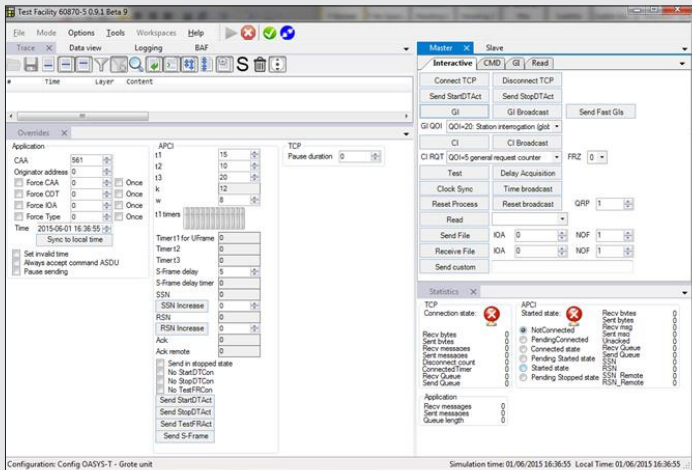 Test Facility 60870-5 0.9.1 Beta 9
File Mode Options Tools Workspaces Help
Trace X Data view Logging BAF
# Time Layer Content
Overrides X
Application
CAA 561
Originator address 0
Force CAA 0 Once
Force COT 0 Once
Force IOA 0 Once
Force Type 0 Once
Time 2015-06-01 16:36:55
Sync to local time
Set invalid time
Always accept command ASDU
Pause sending
APCI
t1 15
t2 10
t3 20
k 12
w 8
t1 timers
Timer t1 for UFrame 0
Timer t2 0
Timer t3 0
S-Frame delay 5
S-Frame delay timer 0
SSN 0
SSN Increase 0
RSN 0
RSN Increase 0
Ack 0
Ack remote 0
Send in stopped state
No StartDTCon
No StopDTCon
No TestFRCon
Send StartDTAct
Send StopDTAct
Send TestFRAct
Send S-Frame
TCP
Pause duration 0
Master X Slave
Interactive CMD GI Read
Connect TCP Disconnect TCP
Send StartDTAct Send StopDTAct
GI GI Broadcast Send Fast GIs
GI QOI QOI=20: Station interrogation (glob
CI CI Broadcast
CI RQT QOI=5 general request counter FRZ 0
Test Delay Acquisition
Clock Sync Time broadcast
Reset Process Reset broadcast QRP 1
Read
Send File IOA 0 NOF 1
Receive File IOA 0 NOF 1
Send custom
Statistics X
TCP
Connection state:
Recv bytes 0
Sent bytes 0
Recv messages 0
Sent messages 0
Disconnect count 0
ConnectedTimer 0
Recv Queue 0
Send Queue 0
APCI
Started state:
NotConnected
PendingConnected
Connected state
Pending Started state
Started state
Pending Stopped state
Recv bytes 0
Sent bytes 0
Recv msg 0
Sent msg 0
Unacked 0
Recv Queue 0
Send Queue 0
SSN 0
RSN 0
SSN_Remote 0
RSN_Remote 0
Application
Recv messages 0
Sent messages 0
Queue length 0
Configuration: Config OASYS-T - Grote unit Simulation time: 01/06/2015 16:36:55 Local Time: 01/06/2015 16:36:55